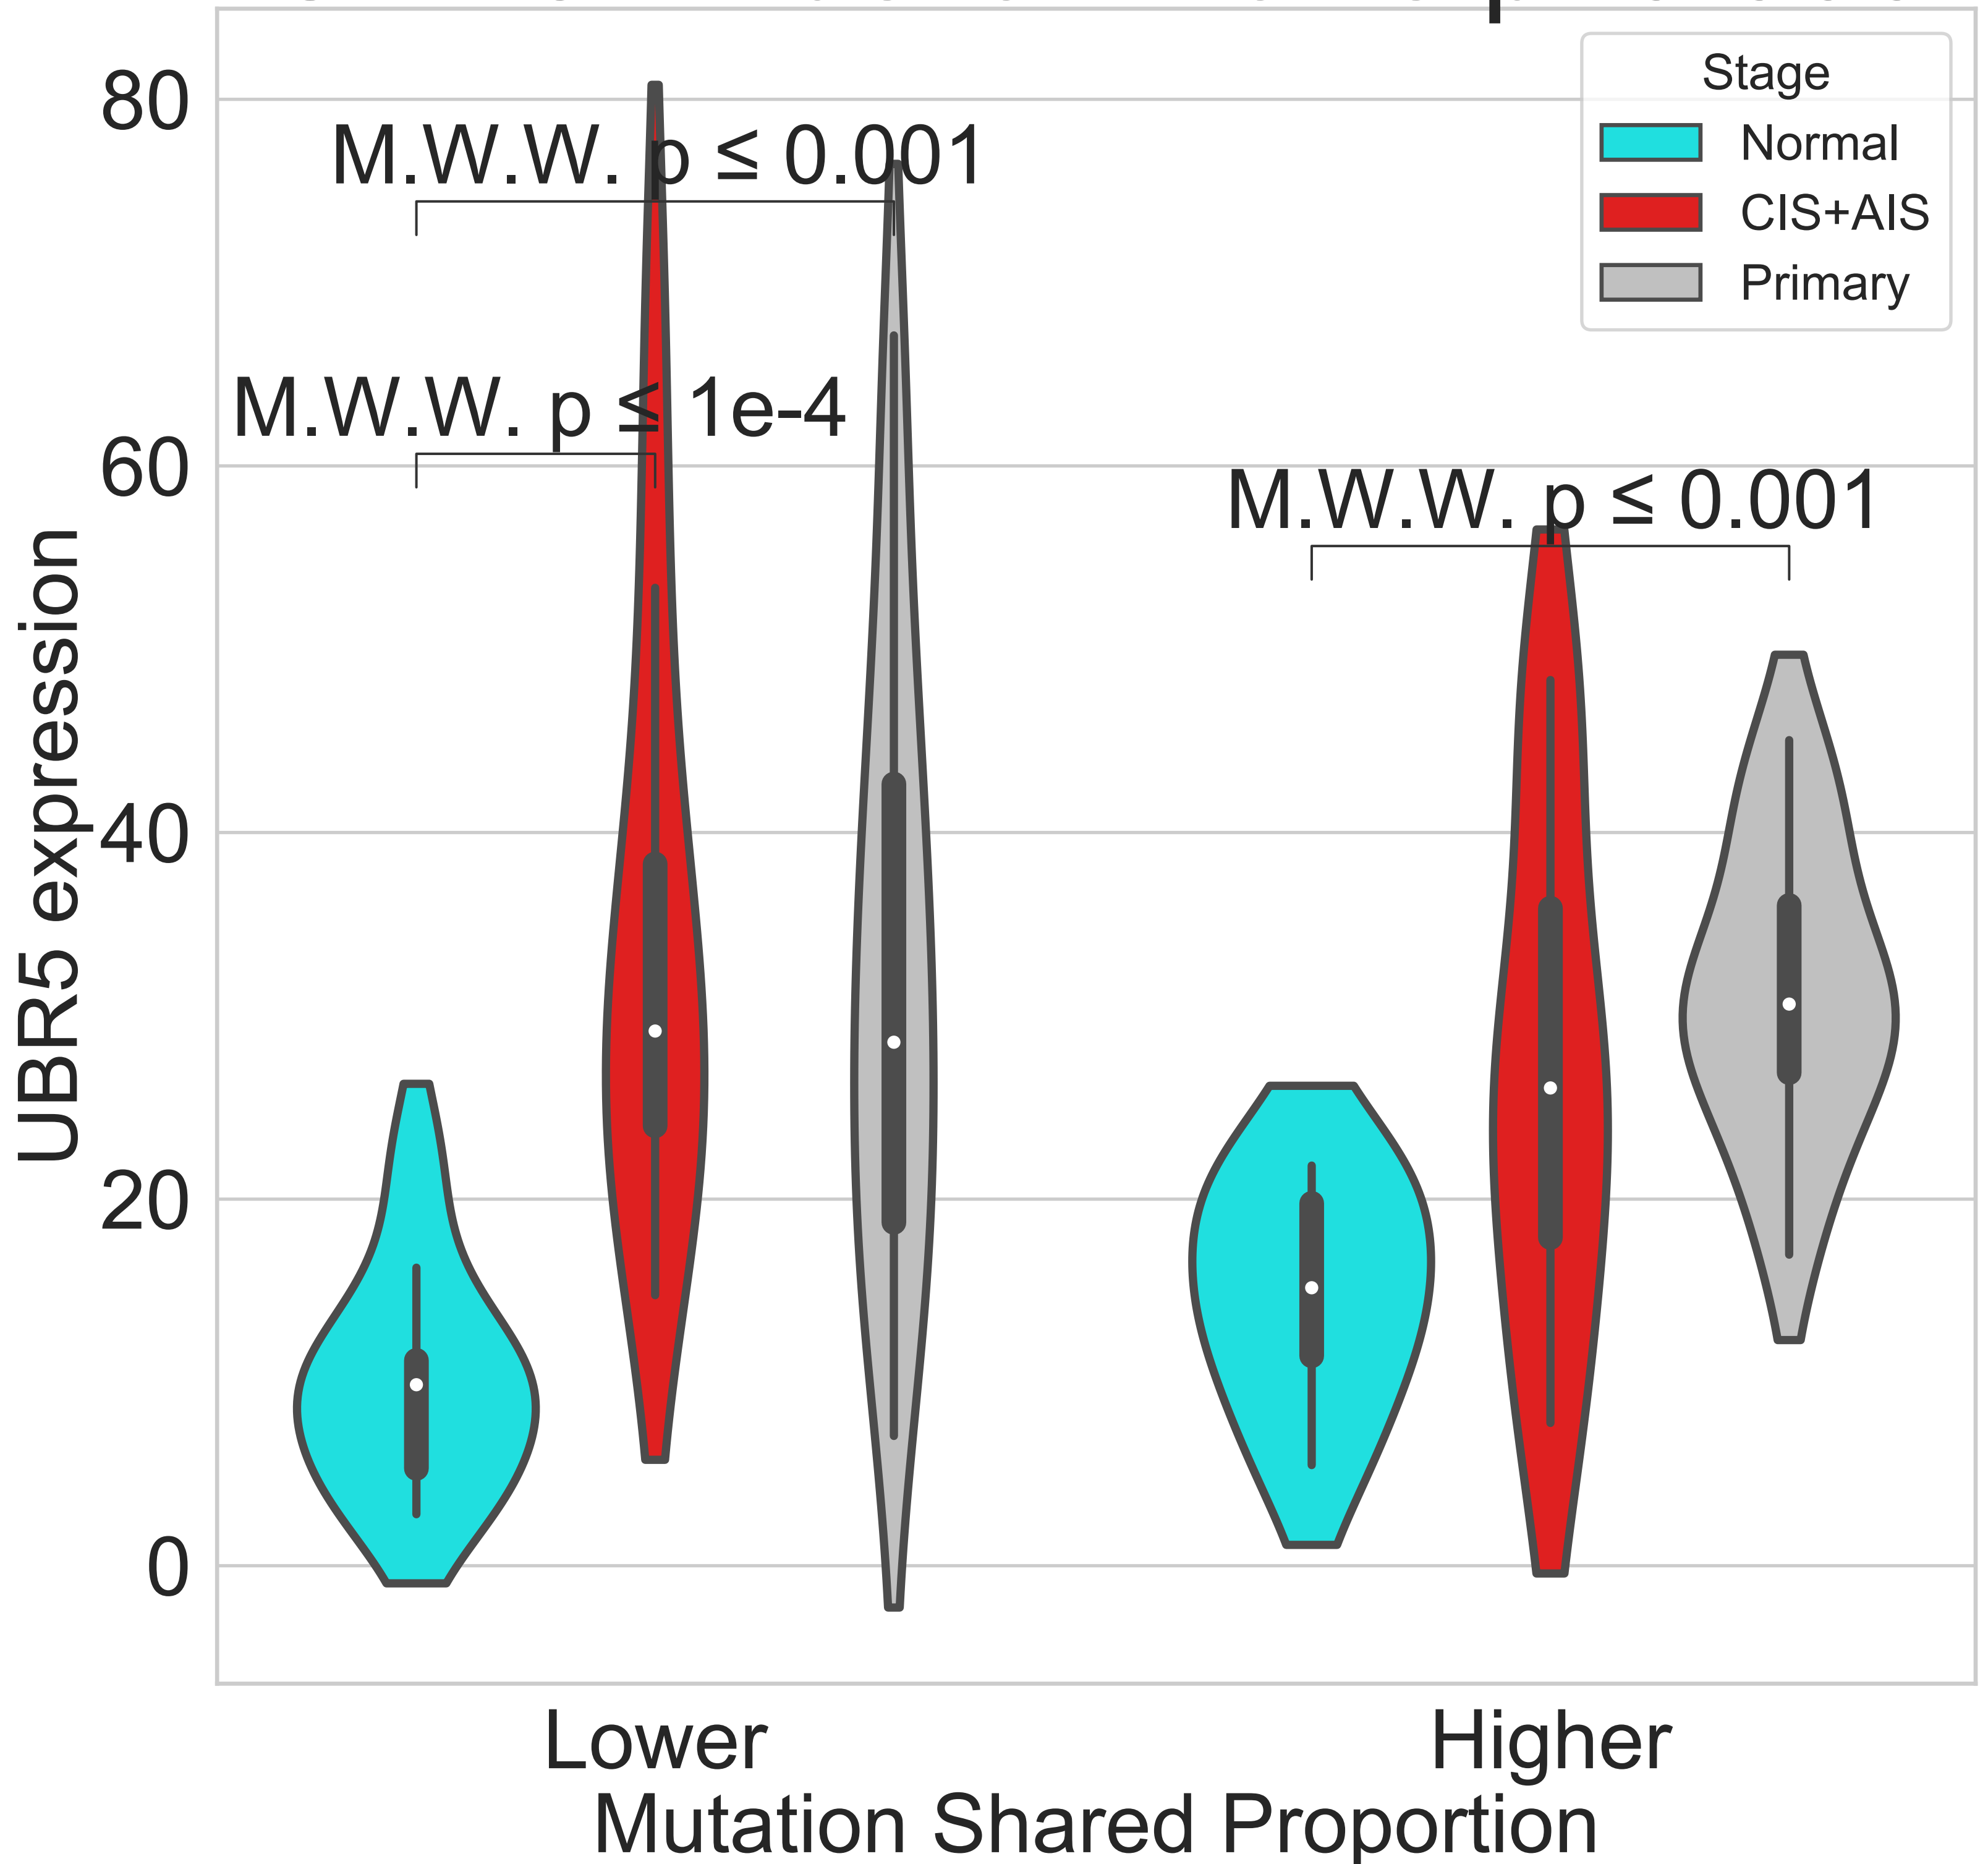 80
60
40
20
0
UBR5 expression
M.W.W. p ≤ 0.001
M.W.W. p ≤ 1e-4
M.W.W. p ≤ 0.001
Stage
Normal
CIS+AIS
Primary
Lower
Higher
Mutation Shared Proportion